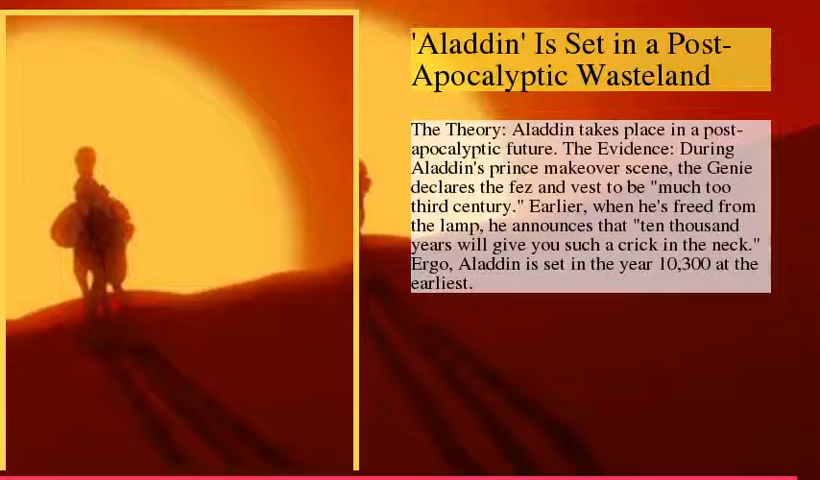 'Aladdin' Is Set in a Post-
Apocalyptic Wasteland
The Theory: Aladdin takes place in a post-
apocalyptic future. The Evidence: During
Aladdin's prince makeover scene, the Genie
declares the fez and vest to be "much too
third century." Earlier, when he's freed from
the lamp, he announces that "ten thousand
years will give you such a crick in the neck."
Ergo, Aladdin is set in the year 10,300 at the
earliest.